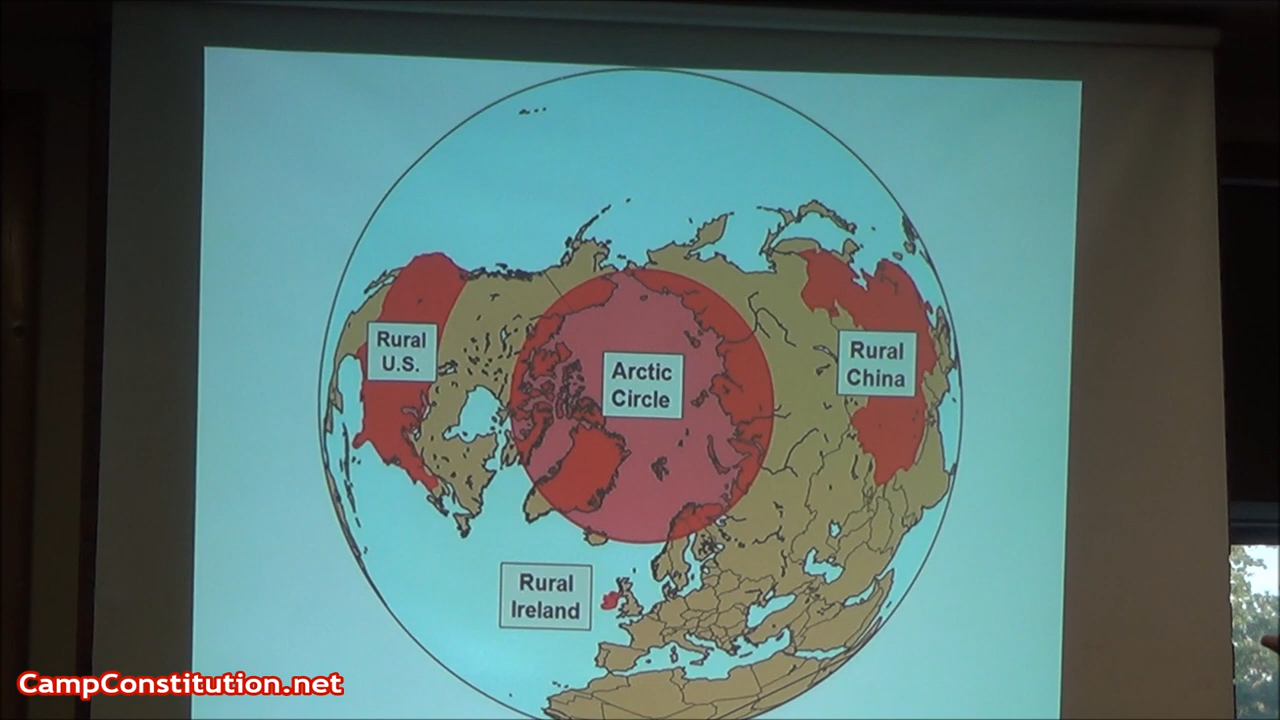 Rural
U.S.
Arctic
Circle
Rural
China
Rural
Ireland
CampConstitution.net